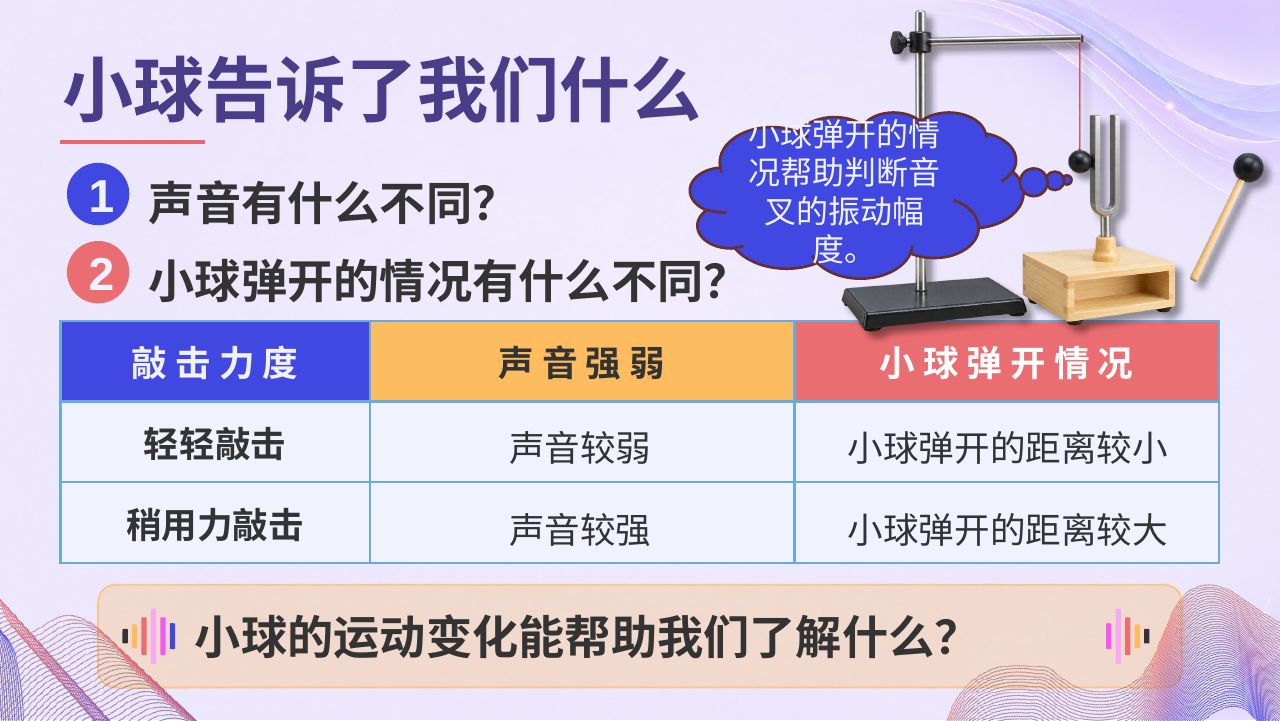 小球告诉了我们什么
1 声音有什么不同？
2 小球弹开的情况有什么不同？
小球弹开的情
况帮助判断音
叉的振动幅
度。
敲击力度 声音强弱 小球弹开情况
轻轻敲击 声音较弱 小球弹开的距离较小
稍用力敲击 声音较强 小球弹开的距离较大
小球的运动变化能帮助我们了解什么？